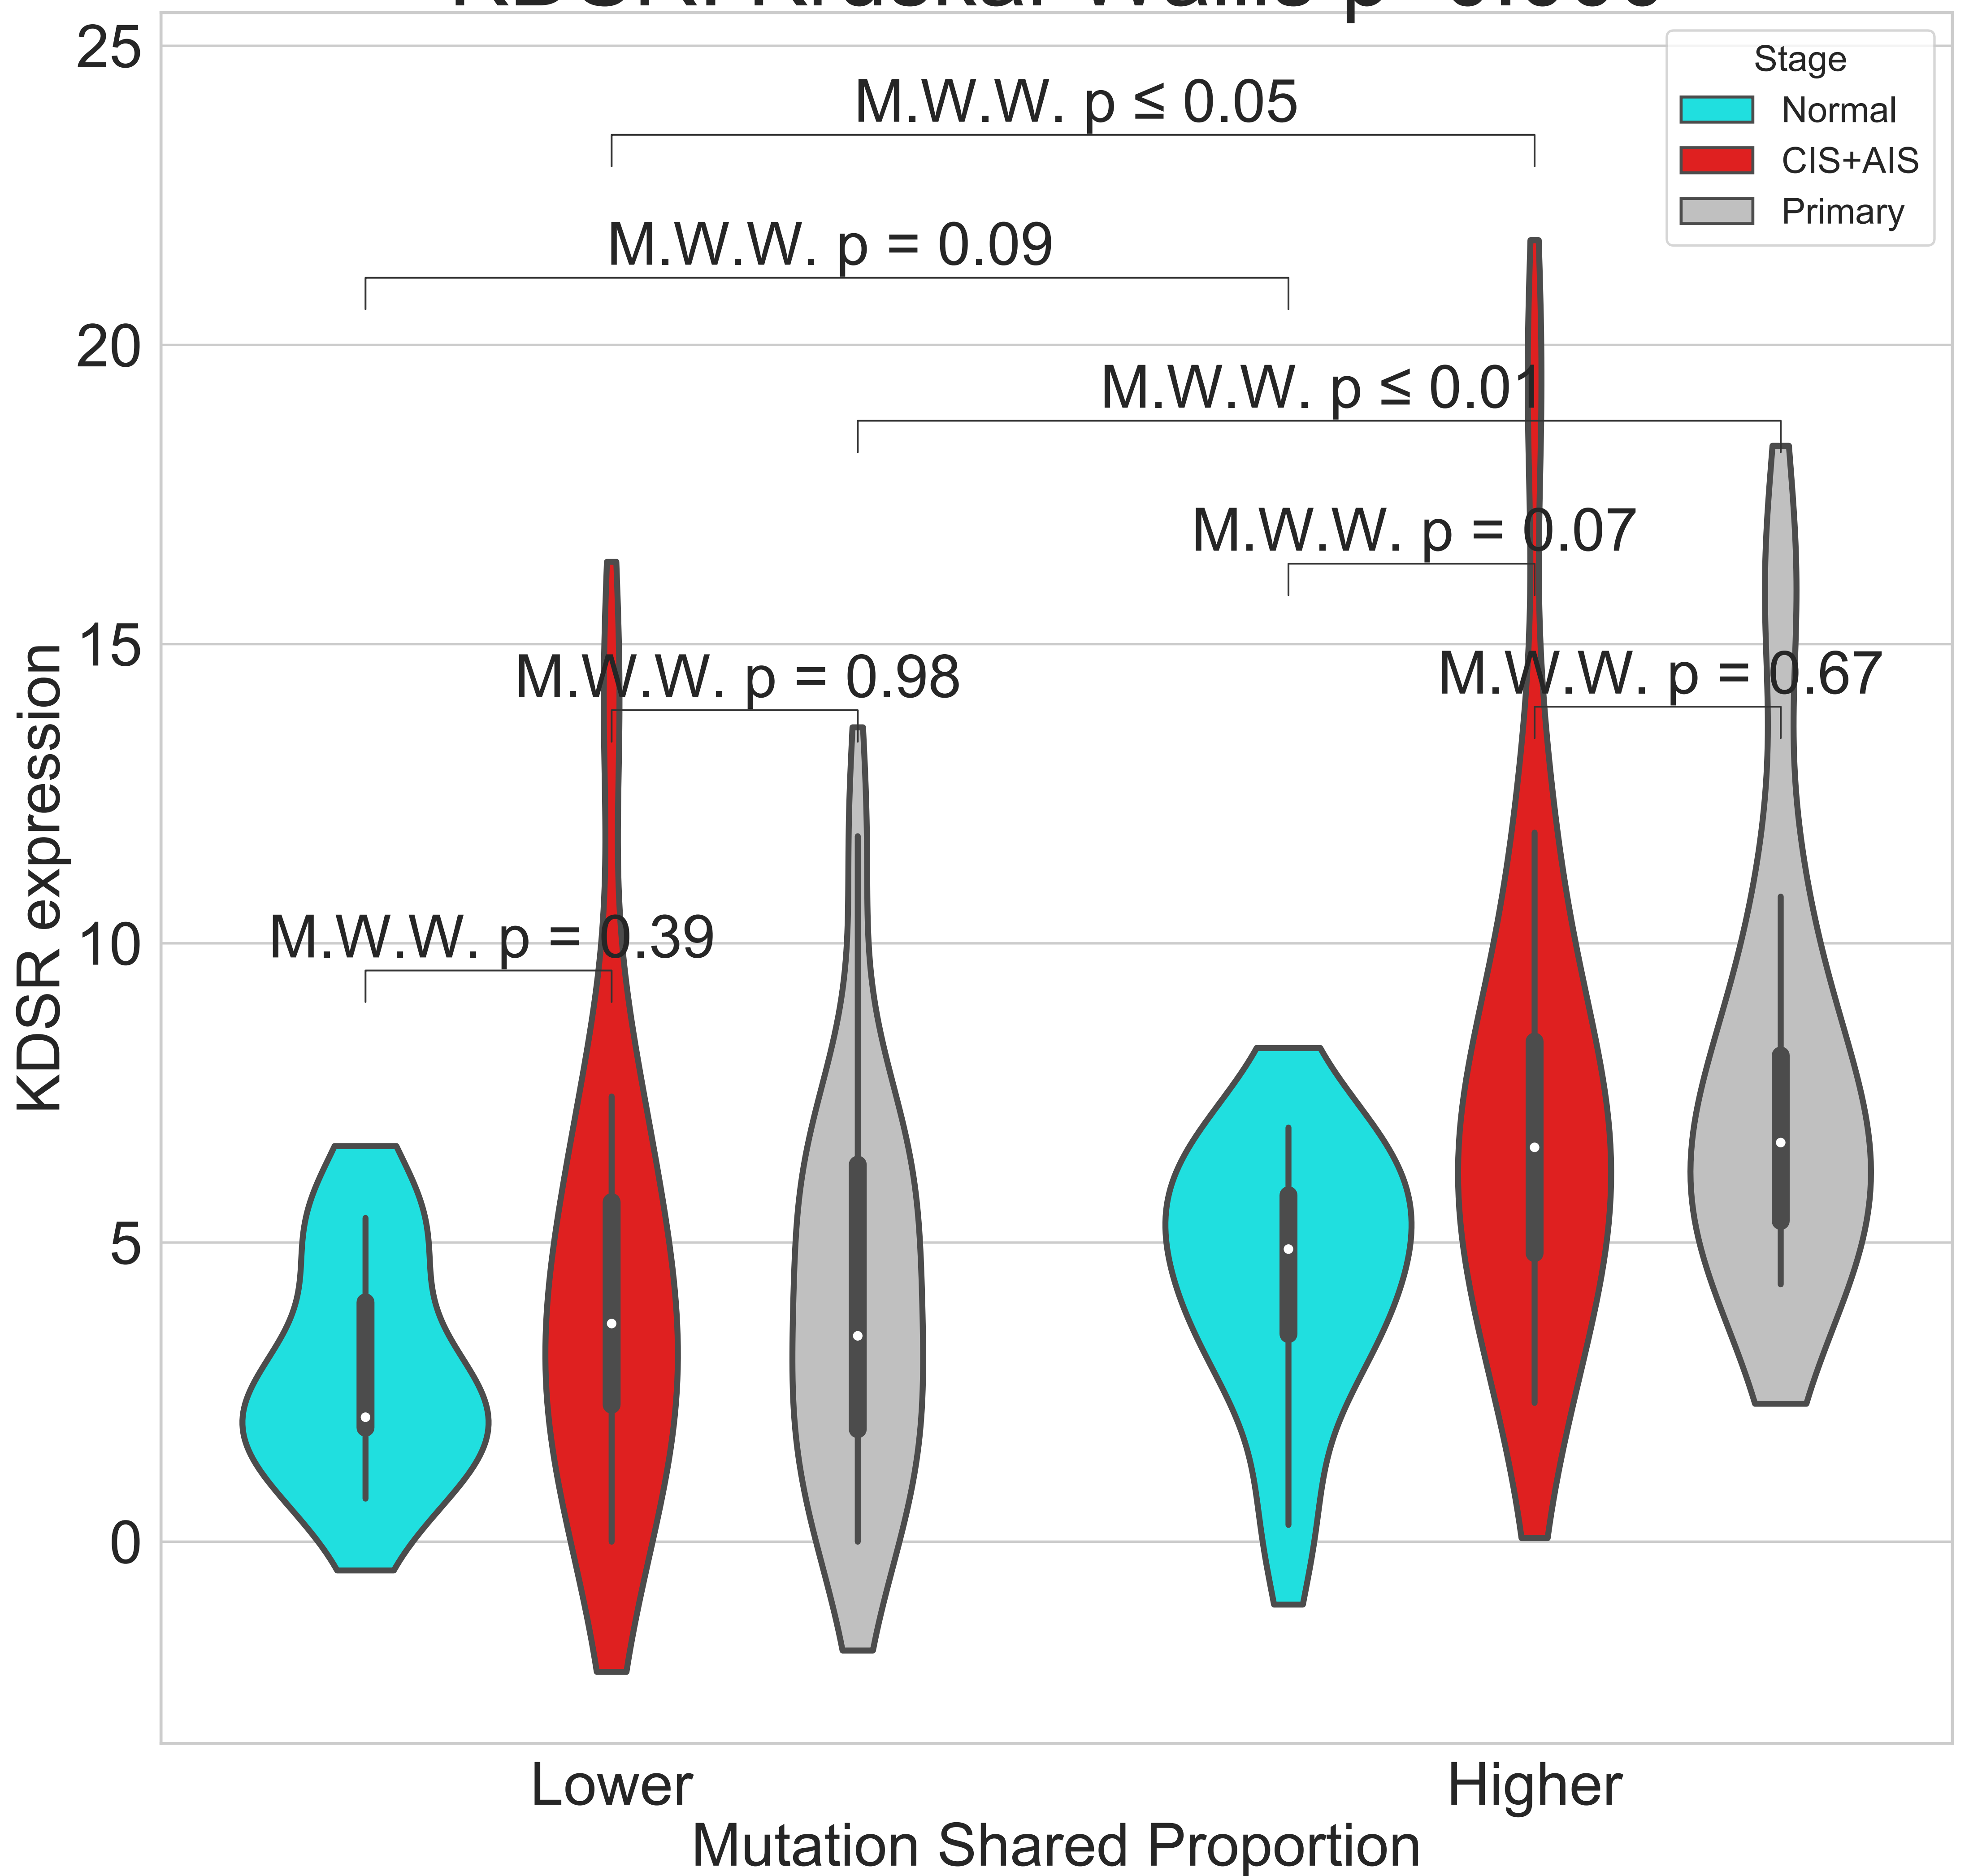 25
M.W.W. p ≤ 0.05
Stage
Normal
CIS+AIS
Primary
M.W.W. p = 0.09
20
M.W.W. p ≤ 0.01
M.W.W. p = 0.07
15
M.W.W. p = 0.98
M.W.W. p = 0.67
KDSR expression
10
M.W.W. p = 0.39
5
0
Lower
Higher
Mutation Shared Proportion